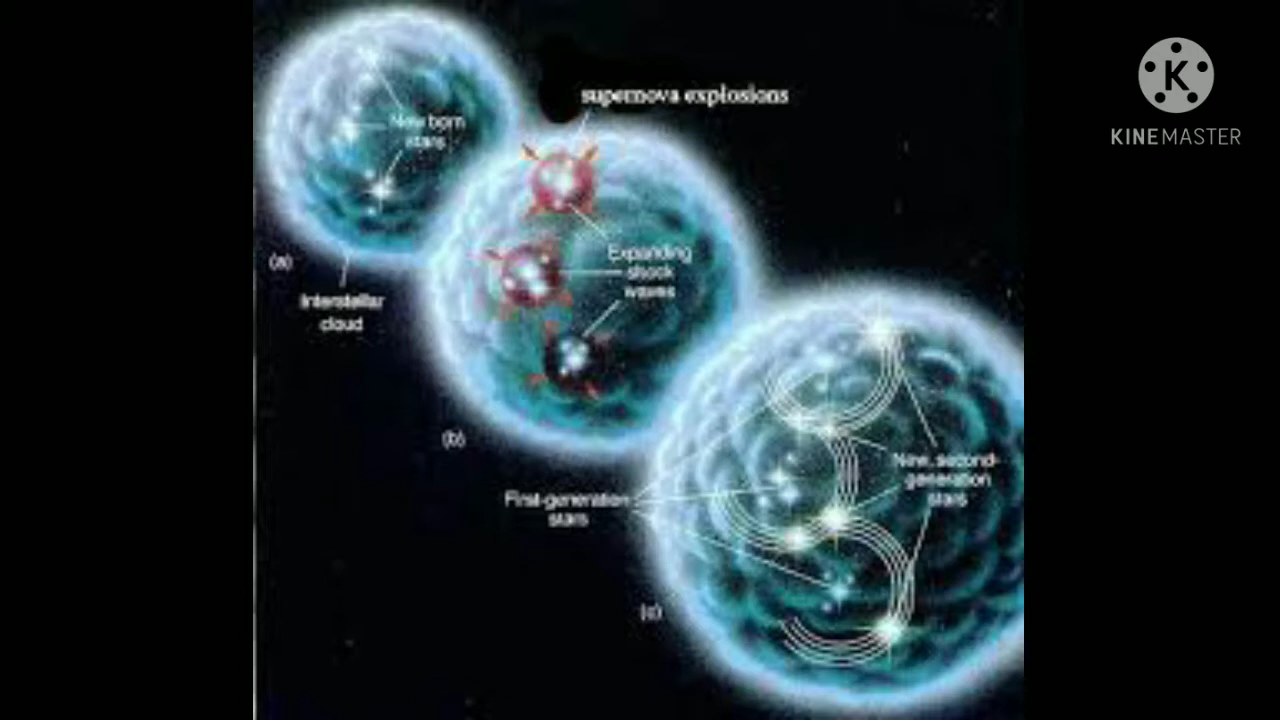 supernova explosions
New born
stars
Expanding
shock
waves
(a)
Interstellar
cloud
(b)
New, second-
generation
stars
First-generation
stars
(c)
K
KINEMASTER